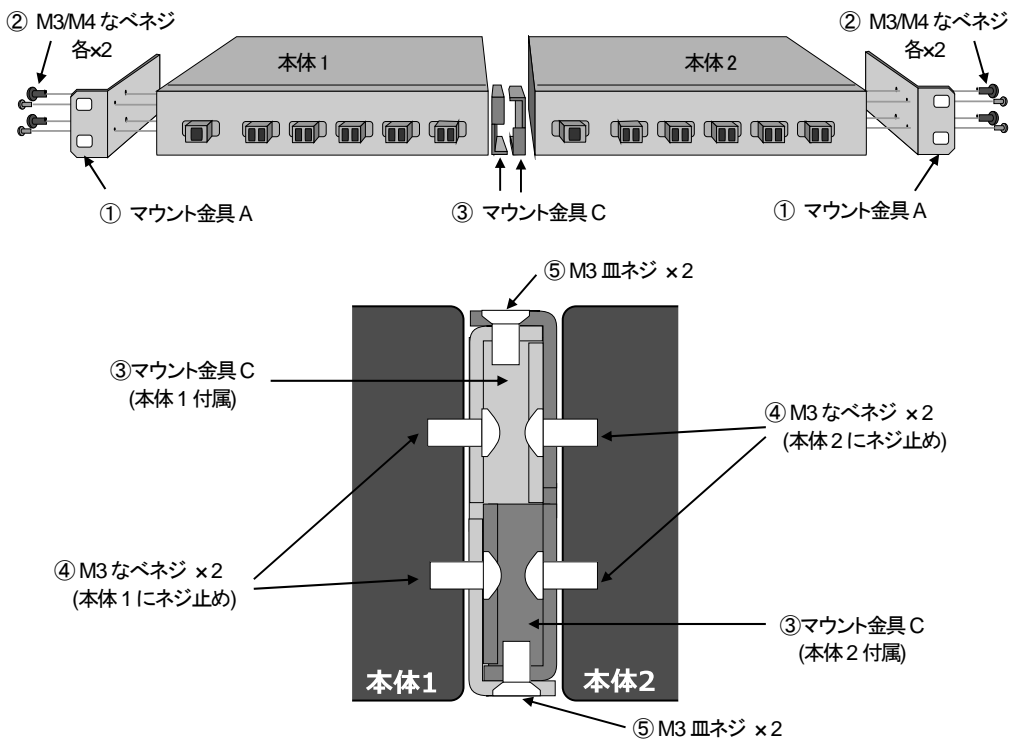 ② M3/M4 なベネジ
各×2
② M3/M4 なベネジ
各×2
本体 1
本体 2
① マウント金具 A
③ マウント金具 C
① マウント金具 A
⑤ M3 皿ネジ ×2
③マウント金具 C
(本体 1 付属)
④ M3 なベネジ ×2
(本体 2 にネジ止め)
④ M3 なベネジ ×2
(本体 1 にネジ止め)
③マウント金具 C
(本体 2 付属)
本体1
本体2
⑤ M3 皿ネジ ×2